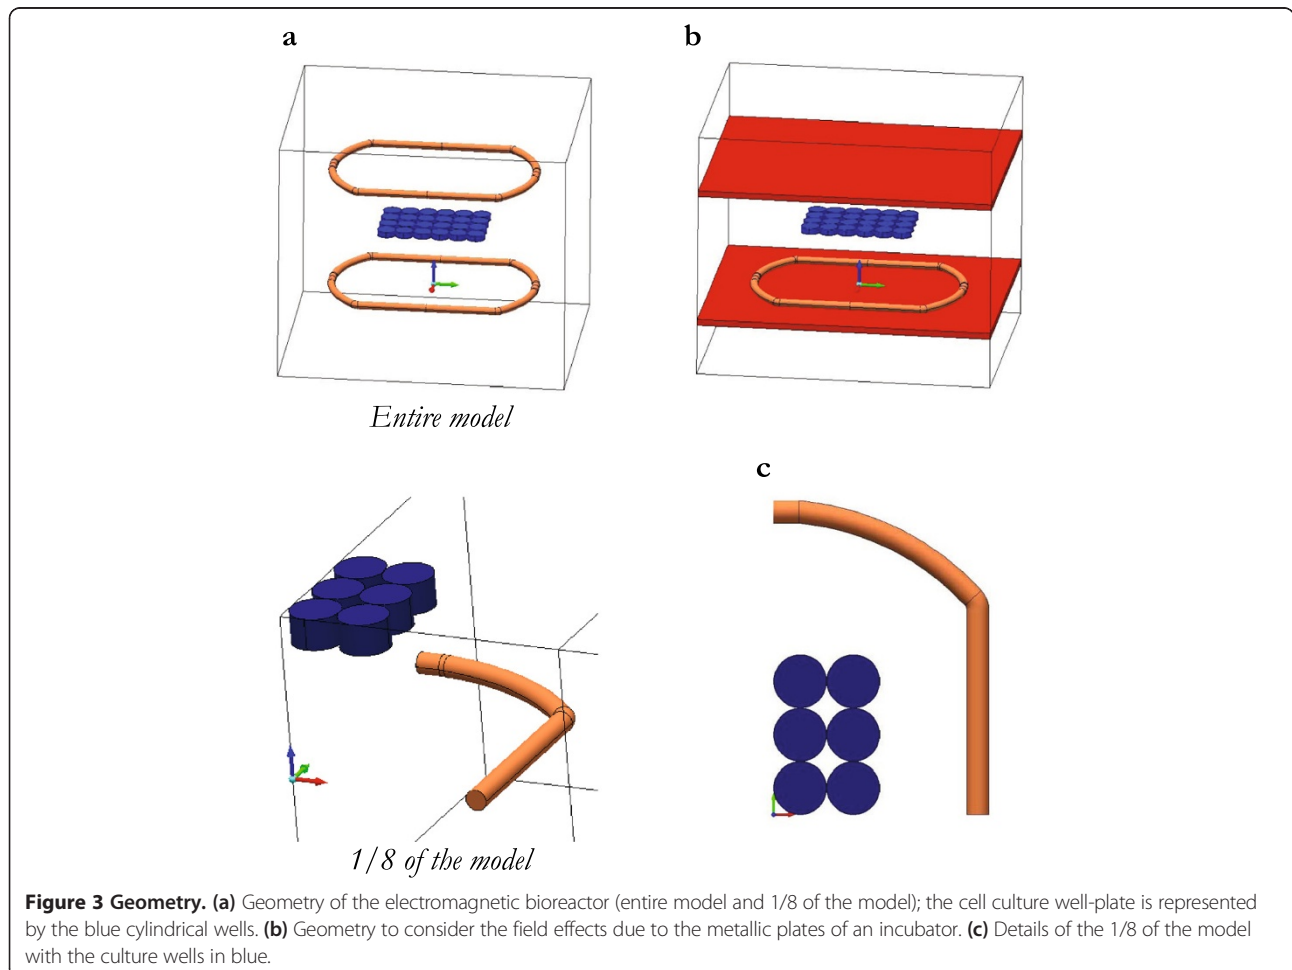 a
b
Entire model
c
1/8 of the model
Figure 3 Geometry. (a) Geometry of the electromagnetic bioreactor (entire model and 1/8 of the model); the cell culture well-plate is represented
by the blue cylindrical wells. (b) Geometry to consider the field effects due to the metallic plates of an incubator. (c) Details of the 1/8 of the model
with the culture wells in blue.